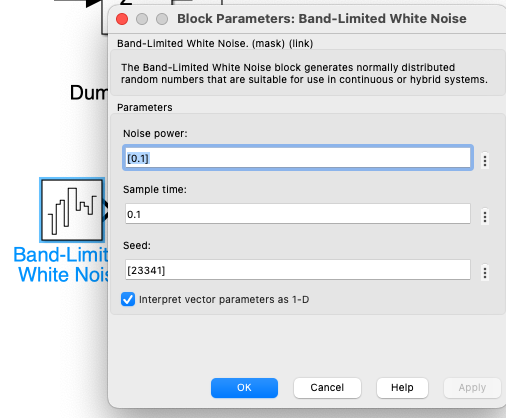 Block Parameters: Band-Limited White Noise
Band-Limited White Noise. (mask) (link)
The Band-Limited White Noise block generates normally distributed
random numbers that are suitable for use in continuous or hybrid systems.
Parameters
Noise power:
[0.1]
Sample time:
0.1
Seed:
[23341]
Interpret vector parameters as 1-D
OK
Cancel
Help
Apply
Dum
Band-Limit
White Nois